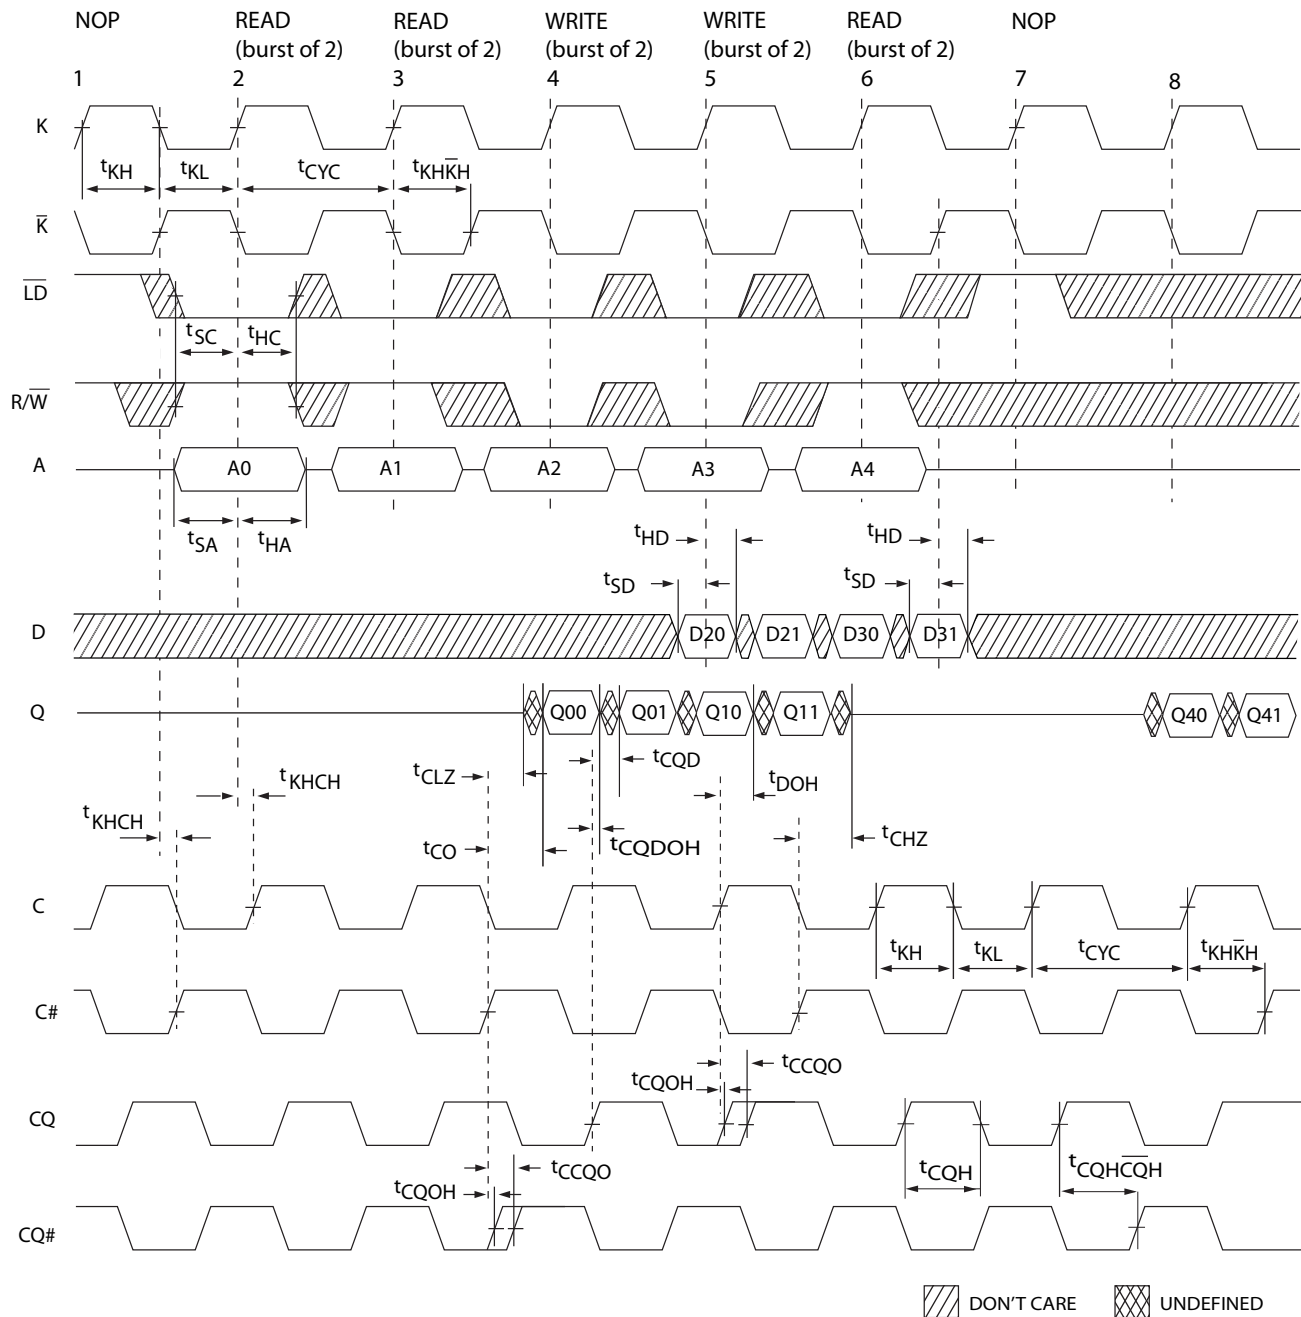 NOP READ READ WRITE WRITE READ NOP
(burst of 2) (burst of 2) (burst of 2) (burst of 2) (burst of 2)
1 2 3 4 5 6 7 8
K
tKH tKL tCYC tKHK̅H
K̅
L̅D̅
tSC tHC
R/W̅
A A0 A1 A2 A3 A4
tSA tHA
tHD tHD
tSD tSD
D D20 D21 D30 D31
Q Q00 Q01 Q10 Q11 Q40 Q41
tCLZ tCQD
tKHCH tDOH
tKHCH
tCO tCQDOH tCHZ
C
tKH tKL tCYC tKHK̅H
C#
tCQOH tCCQO
CQ
tCCQO tCQH tCQHC̅Q̅H
tCQOH
CQ#
DON'T CARE UNDEFINED